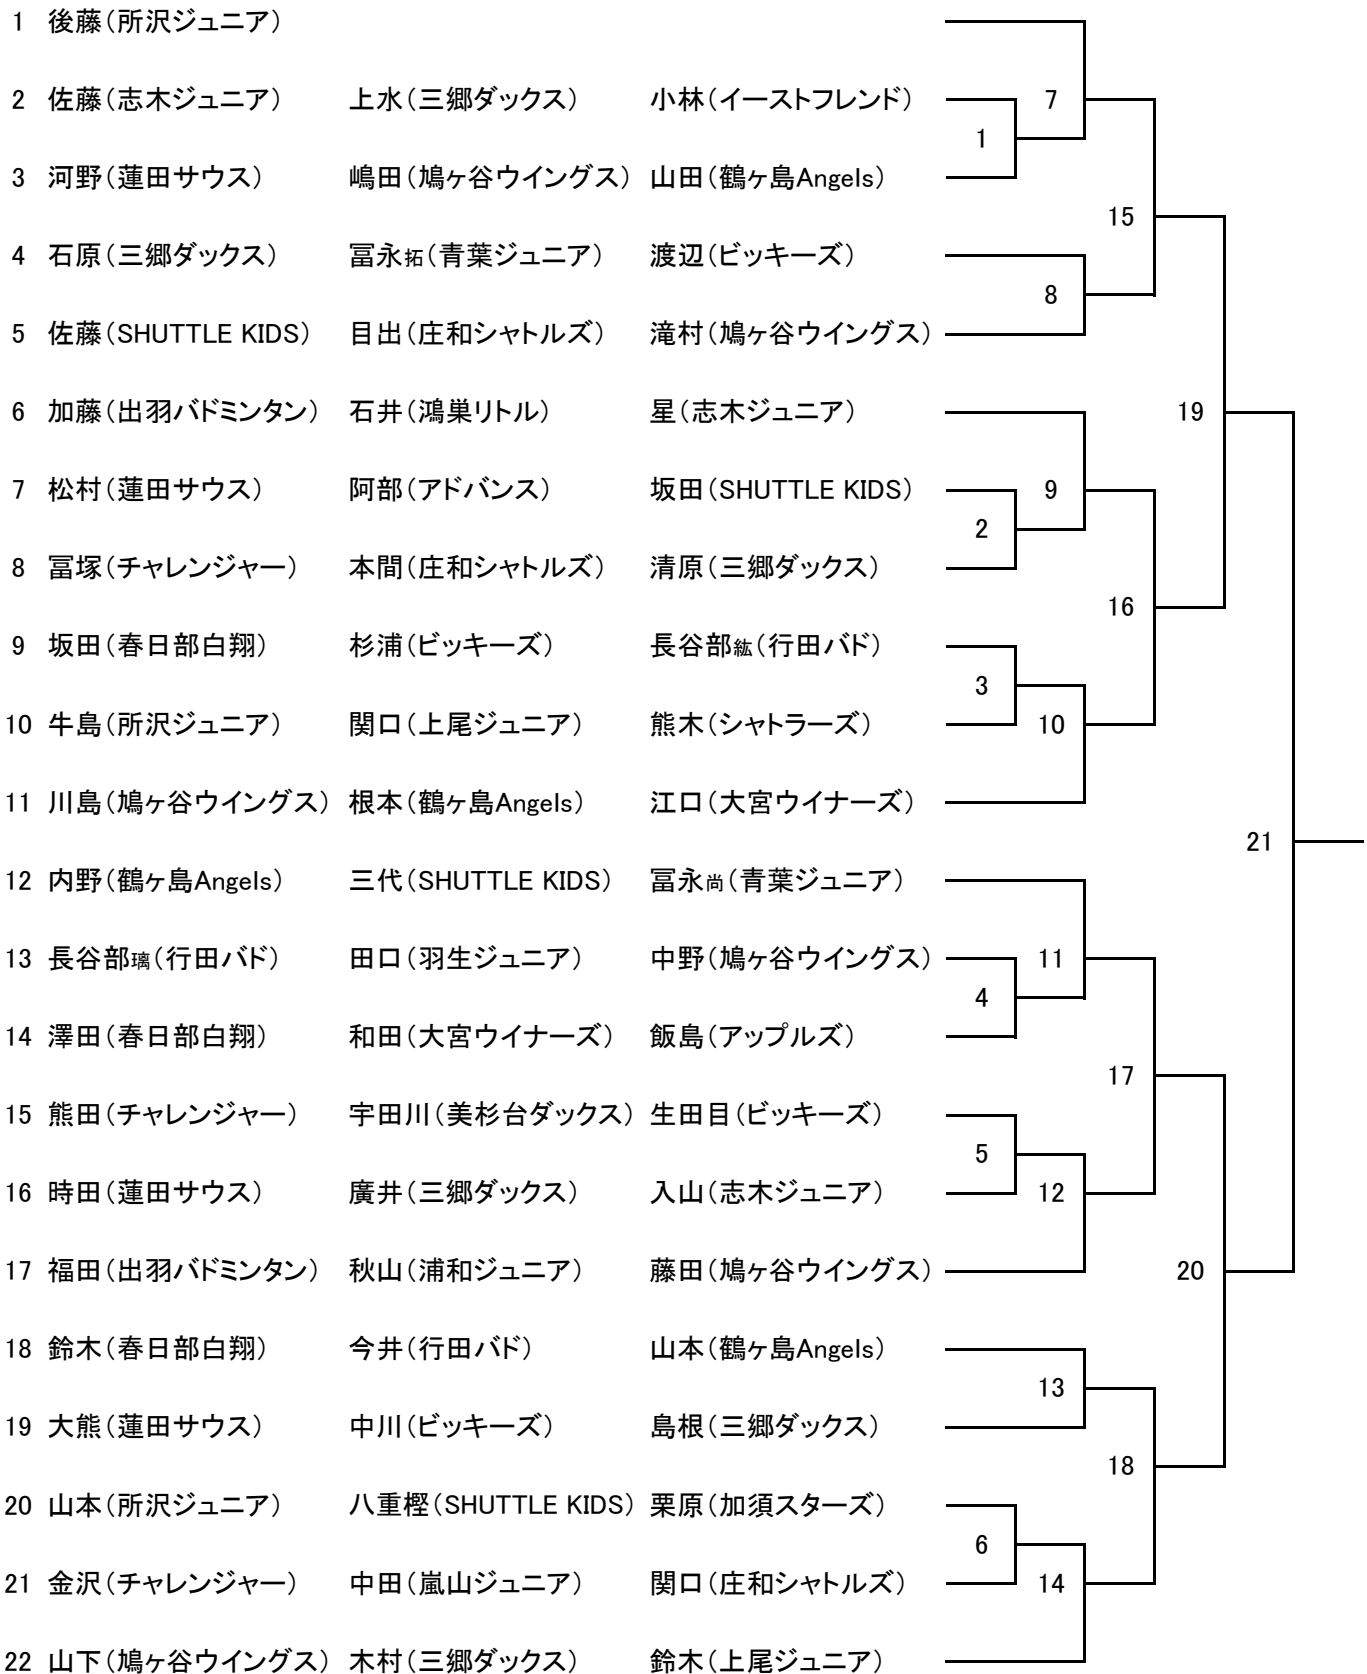 1 後藤(所沢ジュニア)
2 佐藤(志木ジュニア) 上水(三郷ダックス) 小林(イーストフレンド) 7
1
3 河野(蓮田サウス) 嶋田(鳩ヶ谷ウイングス) 山田(鶴ヶ島Angels)
15
4 石原(三郷ダックス) 冨永拓(青葉ジュニア) 渡辺(ビッキーズ)
8
5 佐藤(SHUTTLE KIDS) 目出(庄和シャトルズ) 滝村(鳩ヶ谷ウイングス)
6 加藤(出羽バドミンタン) 石井(鴻巣リトル) 星(志木ジュニア) 19
7 松村(蓮田サウス) 阿部(アドバンス) 坂田(SHUTTLE KIDS) 9
2
8 冨塚(チャレンジャー) 本間(庄和シャトルズ) 清原(三郷ダックス)
16
9 坂田(春日部白翔) 杉浦(ビッキーズ) 長谷部紘(行田バド)
3
10 牛島(所沢ジュニア) 関口(上尾ジュニア) 熊木(シャトラーズ) 10
11 川島(鳩ヶ谷ウイングス) 根本(鶴ヶ島Angels) 江口(大宮ウイナーズ)
21
12 内野(鶴ヶ島Angels) 三代(SHUTTLE KIDS) 冨永尚(青葉ジュニア)
13 長谷部璃(行田バド) 田口(羽生ジュニア) 中野(鳩ヶ谷ウイングス) 11
4
14 澤田(春日部白翔) 和田(大宮ウイナーズ) 飯島(アップルズ)
17
15 熊田(チャレンジャー) 宇田川(美杉台ダックス) 生田目(ビッキーズ)
5
16 時田(蓮田サウス) 廣井(三郷ダックス) 入山(志木ジュニア) 12
17 福田(出羽バドミンタン) 秋山(浦和ジュニア) 藤田(鳩ヶ谷ウイングス) 20
18 鈴木(春日部白翔) 今井(行田バド) 山本(鶴ヶ島Angels)
13
19 大熊(蓮田サウス) 中川(ビッキーズ) 島根(三郷ダックス)
18
20 山本(所沢ジュニア) 八重樫(SHUTTLE KIDS) 栗原(加須スターズ)
6
21 金沢(チャレンジャー) 中田(嵐山ジュニア) 関口(庄和シャトルズ) 14
22 山下(鳩ヶ谷ウイングス) 木村(三郷ダックス) 鈴木(上尾ジュニア)